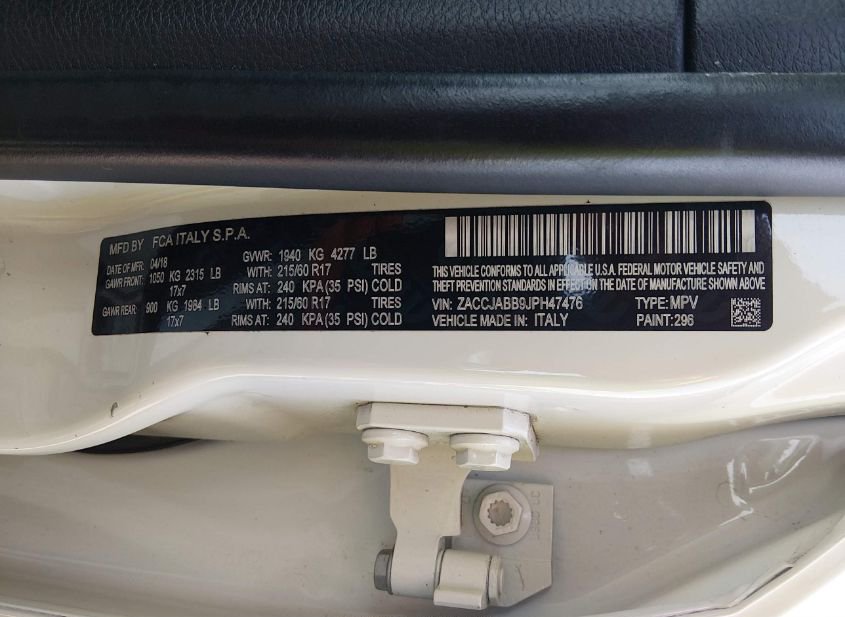 MFD BY FCA ITALY S.P.A.
DATE OF MFR: 04/18 GVWR: 1940 KG 4277 LB
GAWR FRONT: 1050 KG 2315 LB WITH: 215/60 R17 TIRES
17x7 RIMS AT: 240 KPA (35 PSI) COLD
GAWR REAR: 900 KG 1984 LB WITH: 215/60 R17 TIRES
17x7 RIMS AT: 240 KPA (35 PSI) COLD
THIS VEHICLE CONFORMS TO ALL APPLICABLE U.S.A. FEDERAL MOTOR VEHICLE SAFETY AND
THEFT PREVENTION STANDARDS IN EFFECT ON THE DATE OF MANUFACTURE SHOWN ABOVE
VIN: ZACCJABB9JPH47476 TYPE: MPV
VEHICLE MADE IN: ITALY PAINT: 296